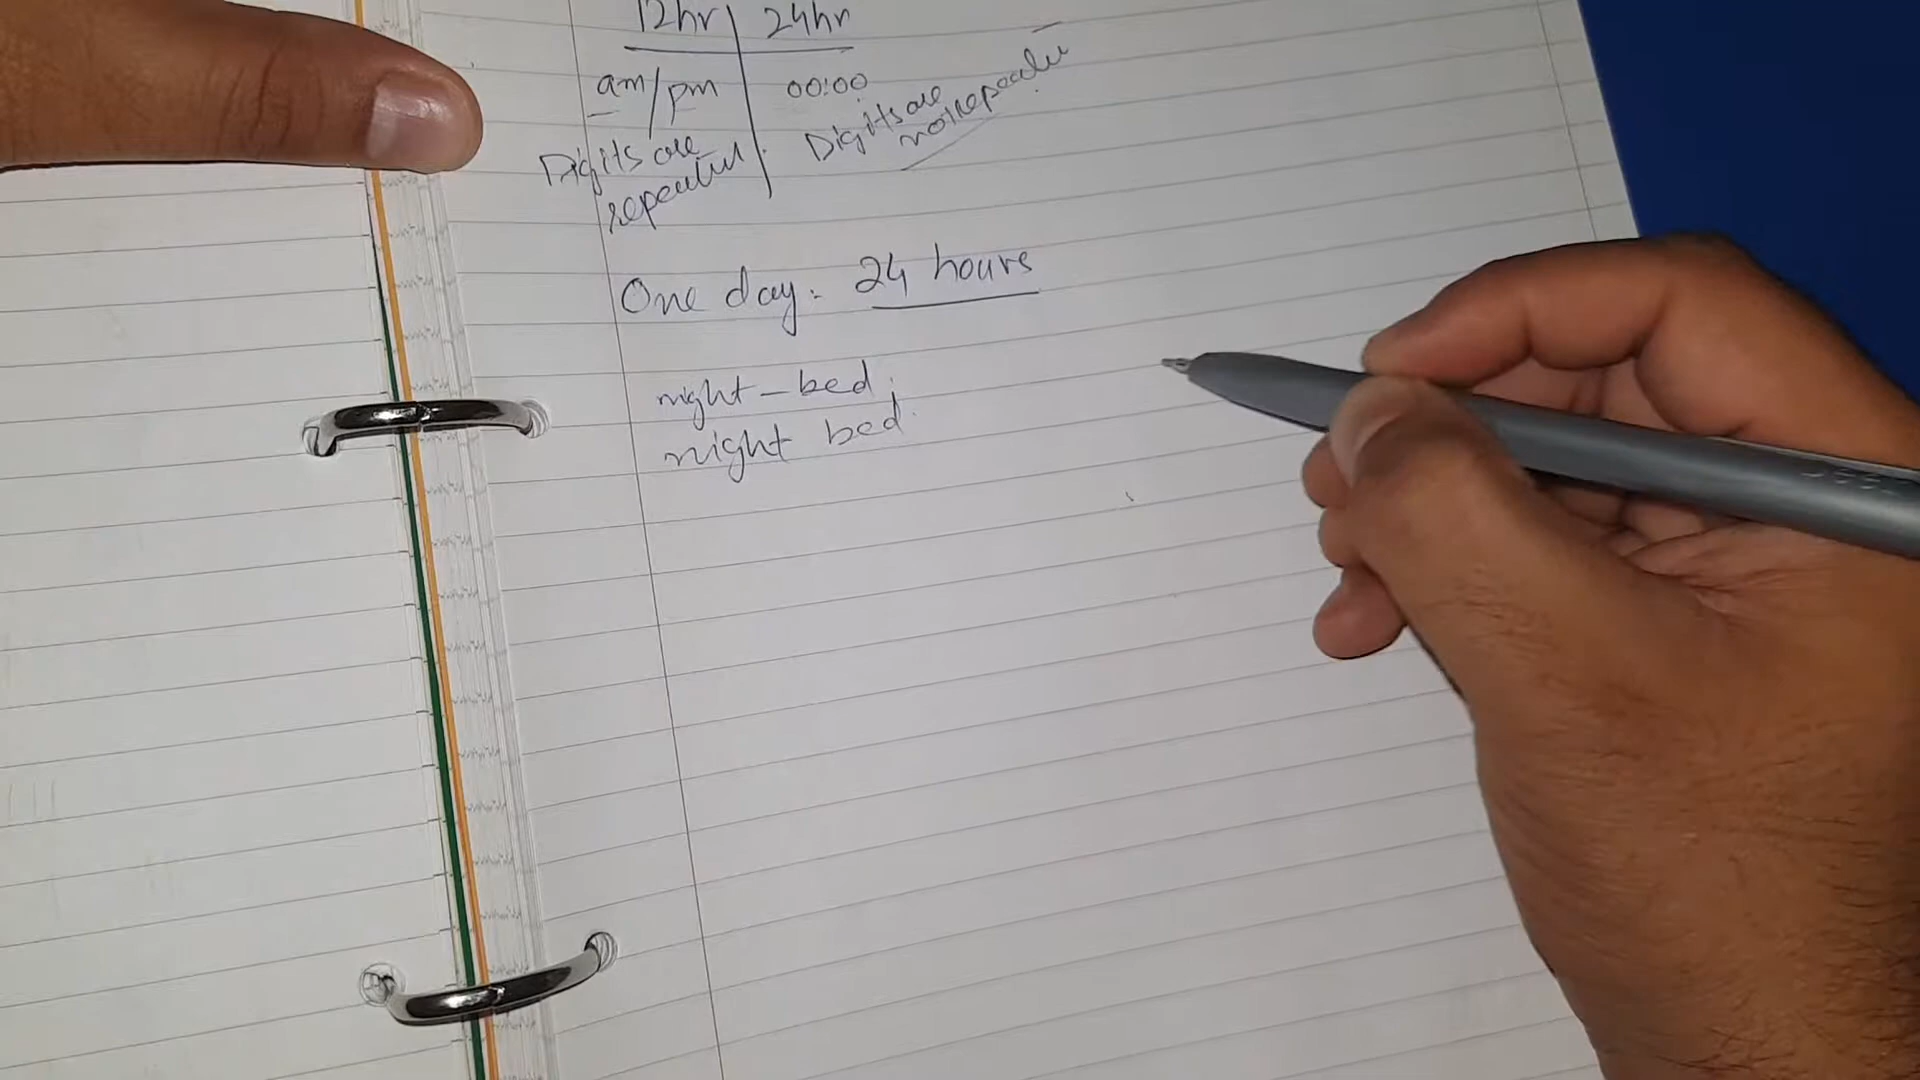 12hr 24hr
am/pm 00:00
Digits are Digits are
repeated. not repeated
One day: 24 hours
night - bed.
night bed.